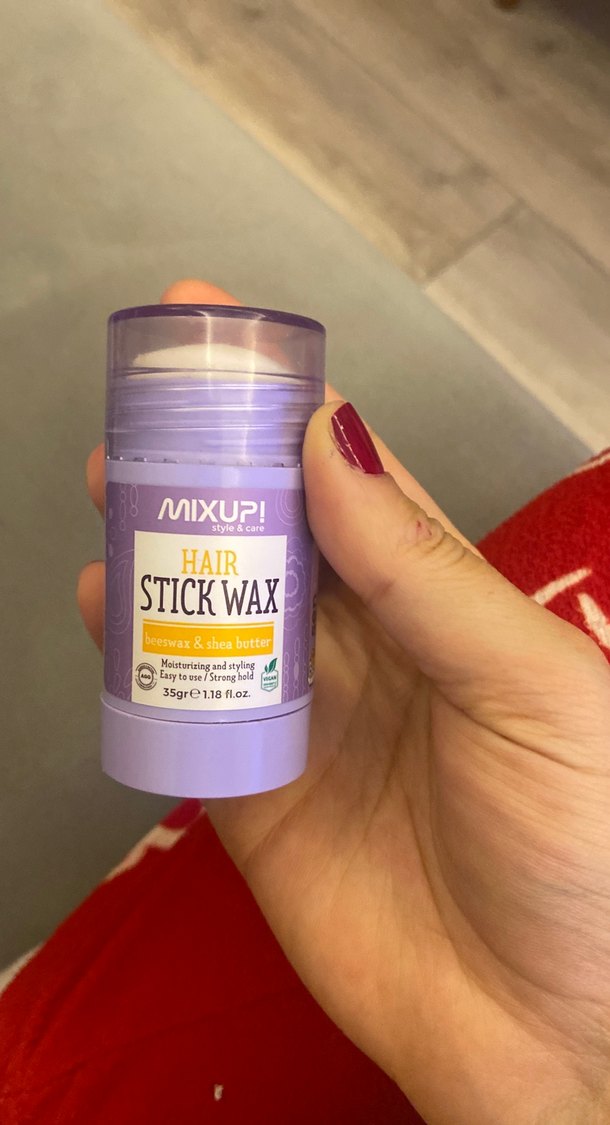 MIXUP!
style & care
HAIR
STICK WAX
beeswax & shea butter
Moisturizing and styling
Easy to use / Strong hold
VEGAN
35gr ℮ 1.18 fl.oz.